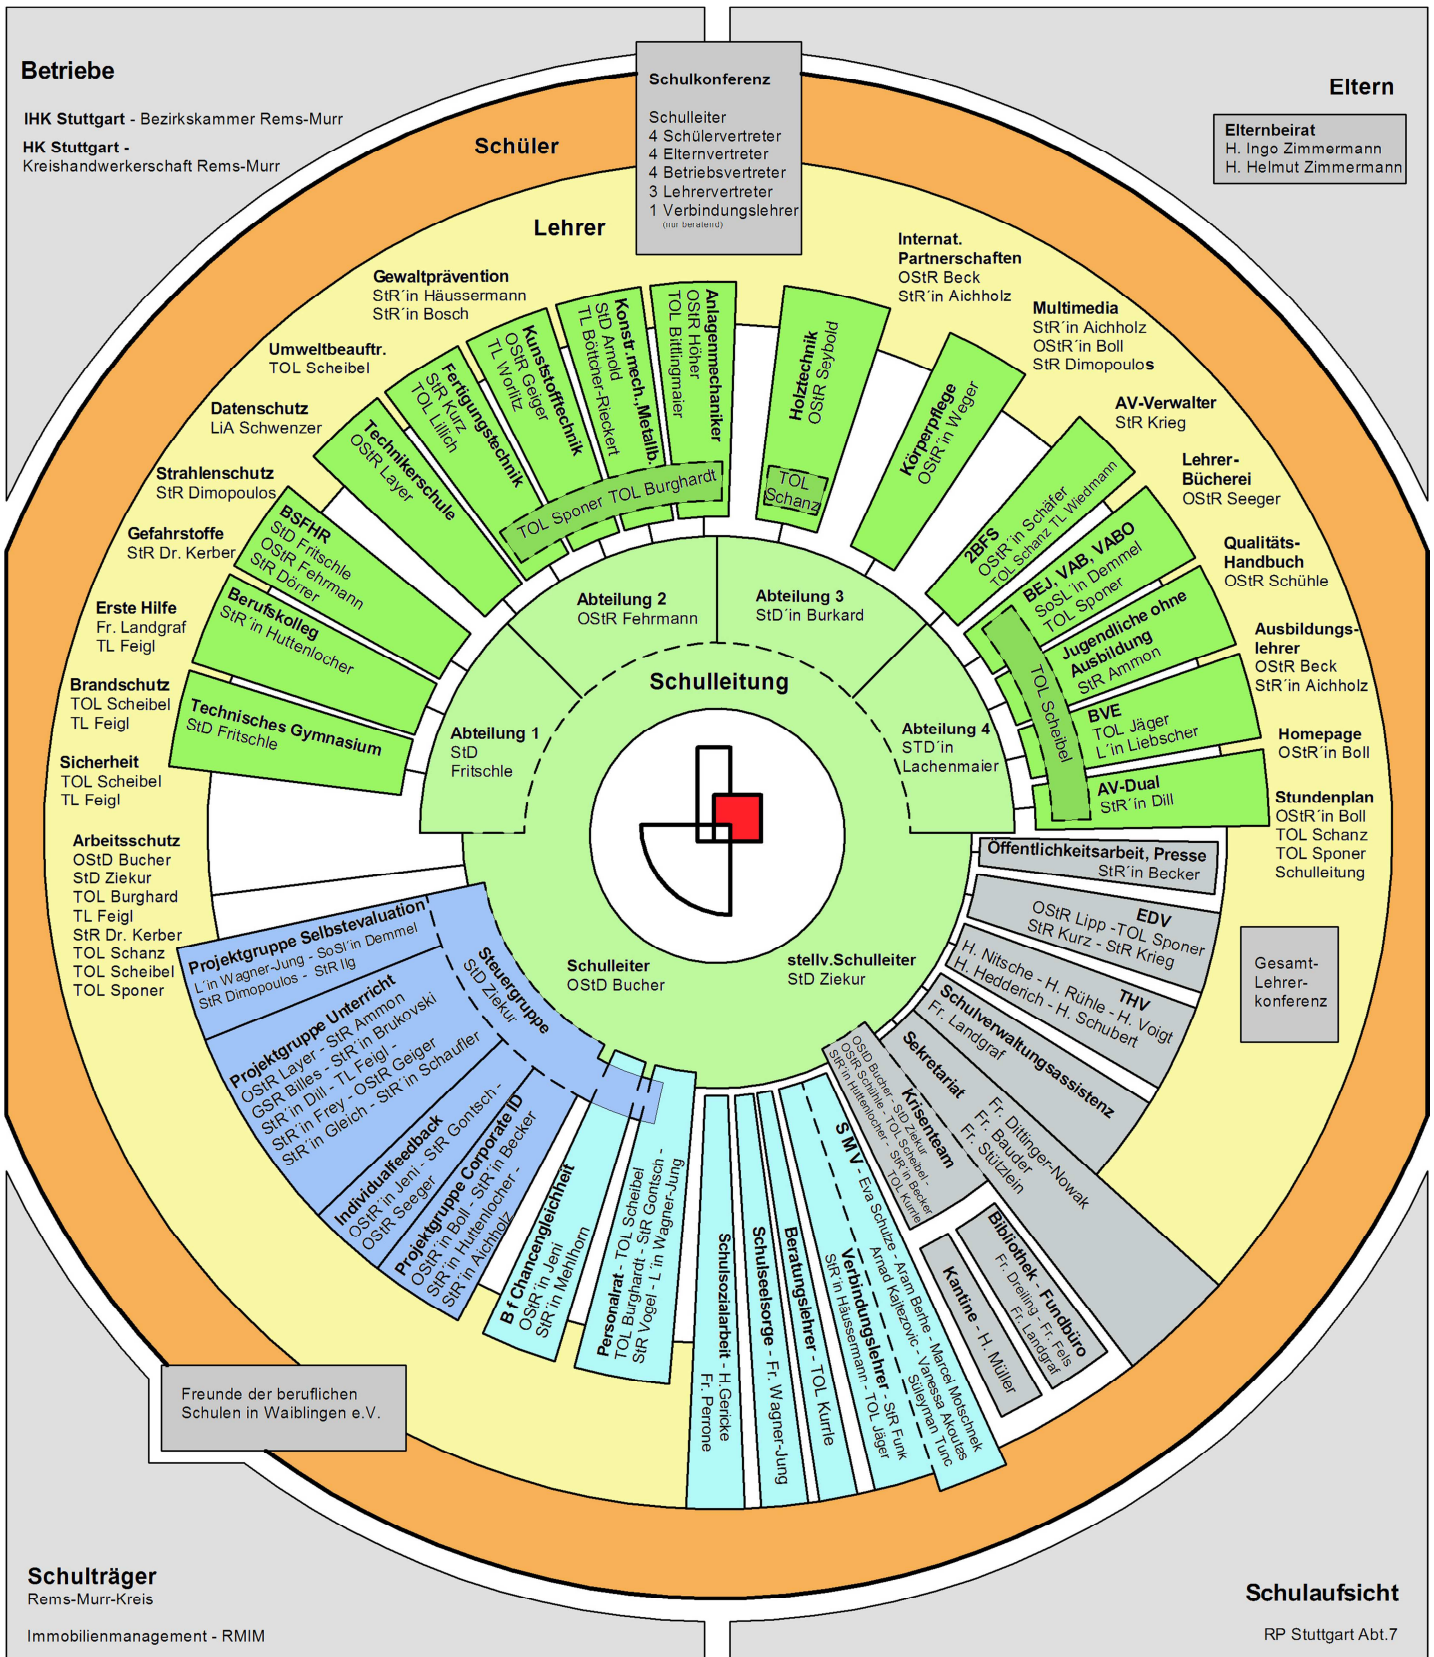 Betriebe
IHK Stuttgart - Bezirkskammer Rems-Murr
HK Stuttgart -
Kreishandwerkerschaft Rems-Murr
Schüler
Lehrer
Schulkonferenz
Schulleiter
4 Schülervertreter
4 Elternvertreter
4 Betriebsvertreter
3 Lehrervertreter
1 Verbindungslehrer
(nur beratend)
Eltern
Elternbeirat
H. Ingo Zimmermann
H. Helmut Zimmermann
Gewaltprävention
StR´in Häussermann
StR´in Bosch
Umweltbeauftr.
TOL Scheibel
Datenschutz
LiA Schwenzer
Strahlenschutz
StR Dimopoulos
Gefahrstoffe
StR Dr. Kerber
Erste Hilfe
Fr. Landgraf
TL Feigl
Brandschutz
TOL Scheibel
TL Feigl
Sicherheit
TOL Scheibel
TL Feigl
Arbeitsschutz
OStD Bucher
StD Ziekur
TOL Burghard
TL Feigl
StR Dr. Kerber
TOL Schanz
TOL Scheibel
TOL Sponer
Internat.
Partnerschaften
OStR Beck
StR´in Aichholz
Multimedia
StR´in Aichholz
OStR´in Boll
StR Dimopoulos
AV-Verwalter
StR Krieg
Lehrer-
Bücherei
OStR Seeger
Qualitäts-
Handbuch
OStR Schühle
Ausbildungs-
lehrer
OStR Beck
StR´in Aichholz
Homepage
OStR´in Boll
Stundenplan
OStR´in Boll
TOL Schanz
TOL Sponer
Schulleitung
Gesamt-
Lehrer-
konferenz
Technisches Gymnasium
StD Fritschle
Berufskolleg
StR´in Huttenlocher
BSFHR
StD Fritschle
OStR Fehrmann
StR Dörrer
Technikerschule
OStR Layer
Fertigungstechnik
StR Kurz
TOL Lillich
Kunststofftechnik
OStR Geiger
TL Worlitz
Konstr.mech.,Metallb.
StD Arnold
TL Böttcher-Rieckert
Anlagenmechaniker
OStR Höher
TOL Bittlingmaier
TOL Sponer TOL Burghardt
Holztechnik
OStR Seybold
TOL
Schanz
Körperpflege
OStR´in Weger
2BFS
OStR´in Schäfer
TOL Schanz TL Wiedmann
BEJ, VAB, VABO
SoSL´in Demmel
TOL Sponer
Jugendliche ohne
Ausbildung
StR Ammon
BVE
TOL Jäger
L´in Liebscher
AV-Dual
StR´in Dill
TOL Scheibel
Abteilung 1
StD
Fritschle
Abteilung 2
OStR Fehrmann
Abteilung 3
StD´in Burkard
Abteilung 4
STD´in
Lachenmaier
Schulleitung
Schulleiter
OStD Bucher
stellv.Schulleiter
StD Ziekur
Öffentlichkeitsarbeit, Presse
StR´in Becker
EDV
OStR Lipp -TOL Sponer
StR Kurz - StR Krieg
THV
H. Nitsche - H. Rühle - H. Voigt
H. Hedderich - H. Schubert
Schulverwaltungsassistenz
Fr. Landgraf
Sekretariat
Fr. Dittinger-Nowak
Fr. Bauder
Fr. Stützlein
Krisenteam
OStD Bucher - StD Ziekur
OStR Schühle - TOL Scheibel -
StR´in Huttenlocher - StR´in Becker
TOL Kurrle
Bibliothek - Fundbüro
Fr. Dreiling - Fr. Fels
Fr. Landgraf
Kantine - H. Müller
S M V - Eva Schulze - Aram Berhe - Marcel Motschnek
Arnad Kajtezovic - Vanessa Akoutas
Süleyman Tunc
Verbindungslehrer - StR Funk
StR´in Häussermann - TOL Jäger
Beratungslehrer - TOL Kurrle
Schulseelsorge - Fr. Wagner-Jung
Schulsozialarbeit - H.Gericke
Fr. Perrone
Personalrat - TOL Scheibel
TOL Burghardt - StR Gontsch -
StR Vogel - L´in Wagner-Jung
B f Chancengleichheit
OStR´in Jeni
StR´in Mehlhorn
Steuergruppe
StD Ziekur
Projektgruppe Selbstevaluation
L´in Wagner-Jung - SoSl´in Demmel
StR Dimopoulos - StR Ilg
Projektgruppe Unterricht
OStR Layer - StR Ammon
GSR Billes - StR´in Brukovski
StR´in Dill - TL Feigl -
StR´in Frey - OStR Geiger
StR´in Gleich - StR´in Schaufler
Individualfeedback
OStR´in Jeni - StR Gontsch -
OStR Seeger
Projektgruppe Corporate ID
OStR´in Boll - StR´in Becker
StR´in Huttenlocher -
StR´in Aichholz
Freunde der beruflichen
Schulen in Waiblingen e.V.
Schulträger
Rems-Murr-Kreis
Immobilienmanagement - RMIM
Schulaufsicht
RP Stuttgart Abt.7